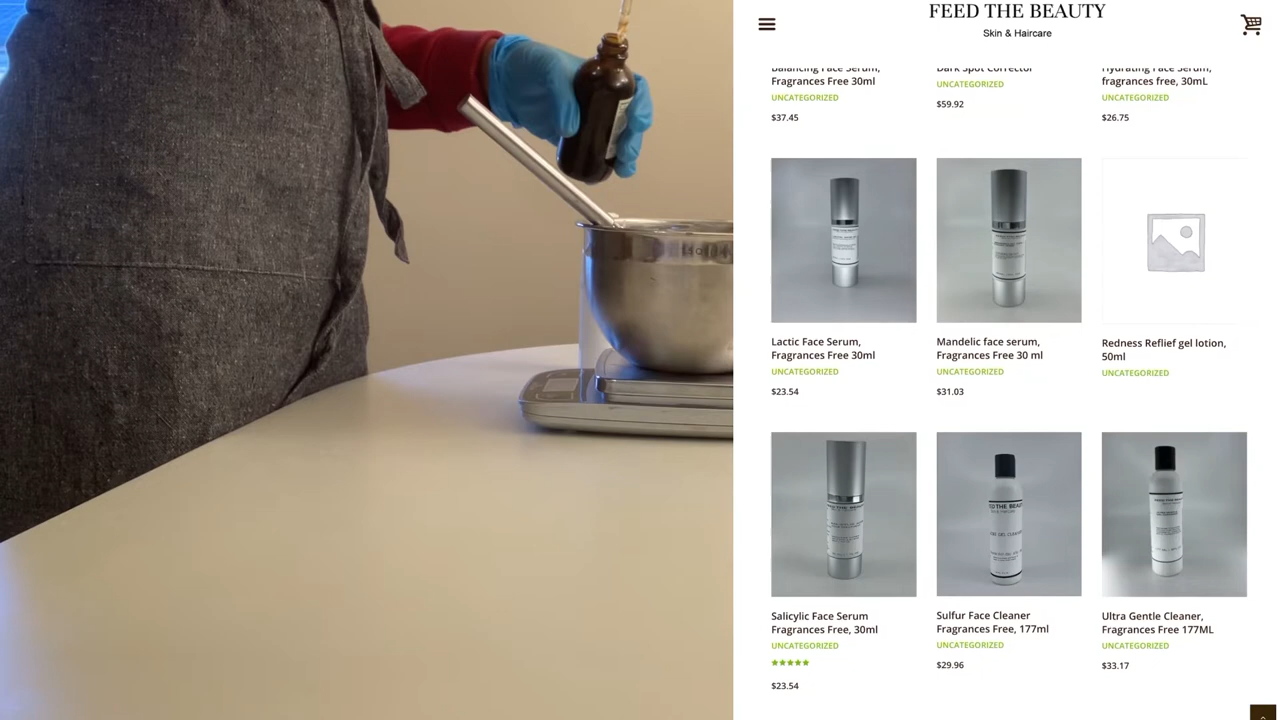 FEED THE BEAUTY
Skin & Haircare
Balancing Face Serum,
Fragrances Free 30ml
UNCATEGORIZED
$37.45
Dark Spot Corrector
UNCATEGORIZED
$59.92
Hydrating Face Serum,
fragrances free, 30mL
UNCATEGORIZED
$26.75
Lactic Face Serum,
Fragrances Free 30ml
UNCATEGORIZED
$23.54
Mandelic face serum,
Fragrances Free 30 ml
UNCATEGORIZED
$31.03
Redness Reflief gel lotion,
50ml
UNCATEGORIZED
Salicylic Face Serum
Fragrances Free, 30ml
UNCATEGORIZED
$23.54
Sulfur Face Cleaner
Fragrances Free, 177ml
UNCATEGORIZED
$29.96
Ultra Gentle Cleaner,
Fragrances Free 177ML
UNCATEGORIZED
$33.17